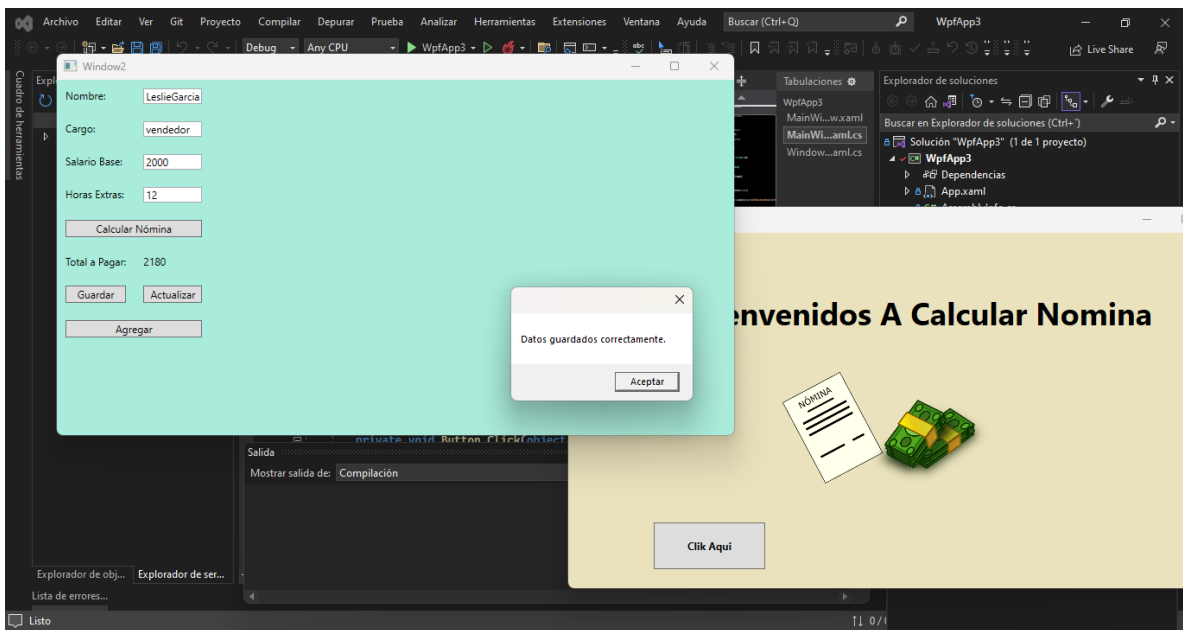 Archivo Editar Ver Git Proyecto Compilar Depurar Prueba Analizar Herramientas Extensiones Ventana Ayuda Buscar (Ctrl+Q) WpfApp3
Debug Any CPU WpfApp3 Live Share
Cuadro de herramientas
Expl
Window2
Nombre: LeslieGarcia
Cargo: vendedor
Salario Base: 2000
Horas Extras: 12
Calcular Nómina
Total a Pagar: 2180
Guardar Actualizar
Agregar
Datos guardados correctamente.
Aceptar
Tabulaciones
WpfApp3
MainWi...w.xaml
MainWi...aml.cs
Window...aml.cs
Explorador de soluciones
Buscar en Explorador de soluciones (Ctrl+¨)
Solución "WpfApp3" (1 de 1 proyecto)
WpfApp3
Dependencias
App.xaml
envenidos A Calcular Nomina
NÓMINA
Clik Aqui
private void Button_Click(object
Salida
Mostrar salida de: Compilación
Explorador de obj... Explorador de ser...
Lista de errores...
Listo